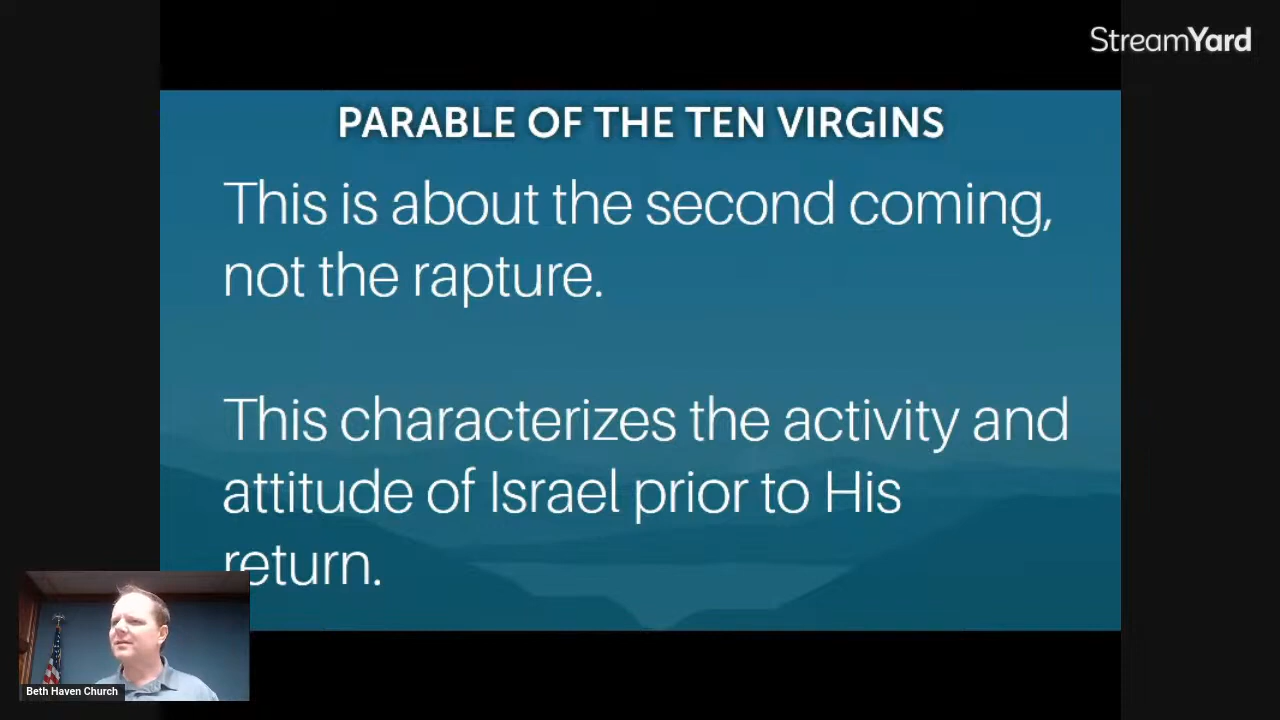 StreamYard
PARABLE OF THE TEN VIRGINS
This is about the second coming,
not the rapture.
This characterizes the activity and
attitude of Israel prior to His
return.
Beth Haven Church